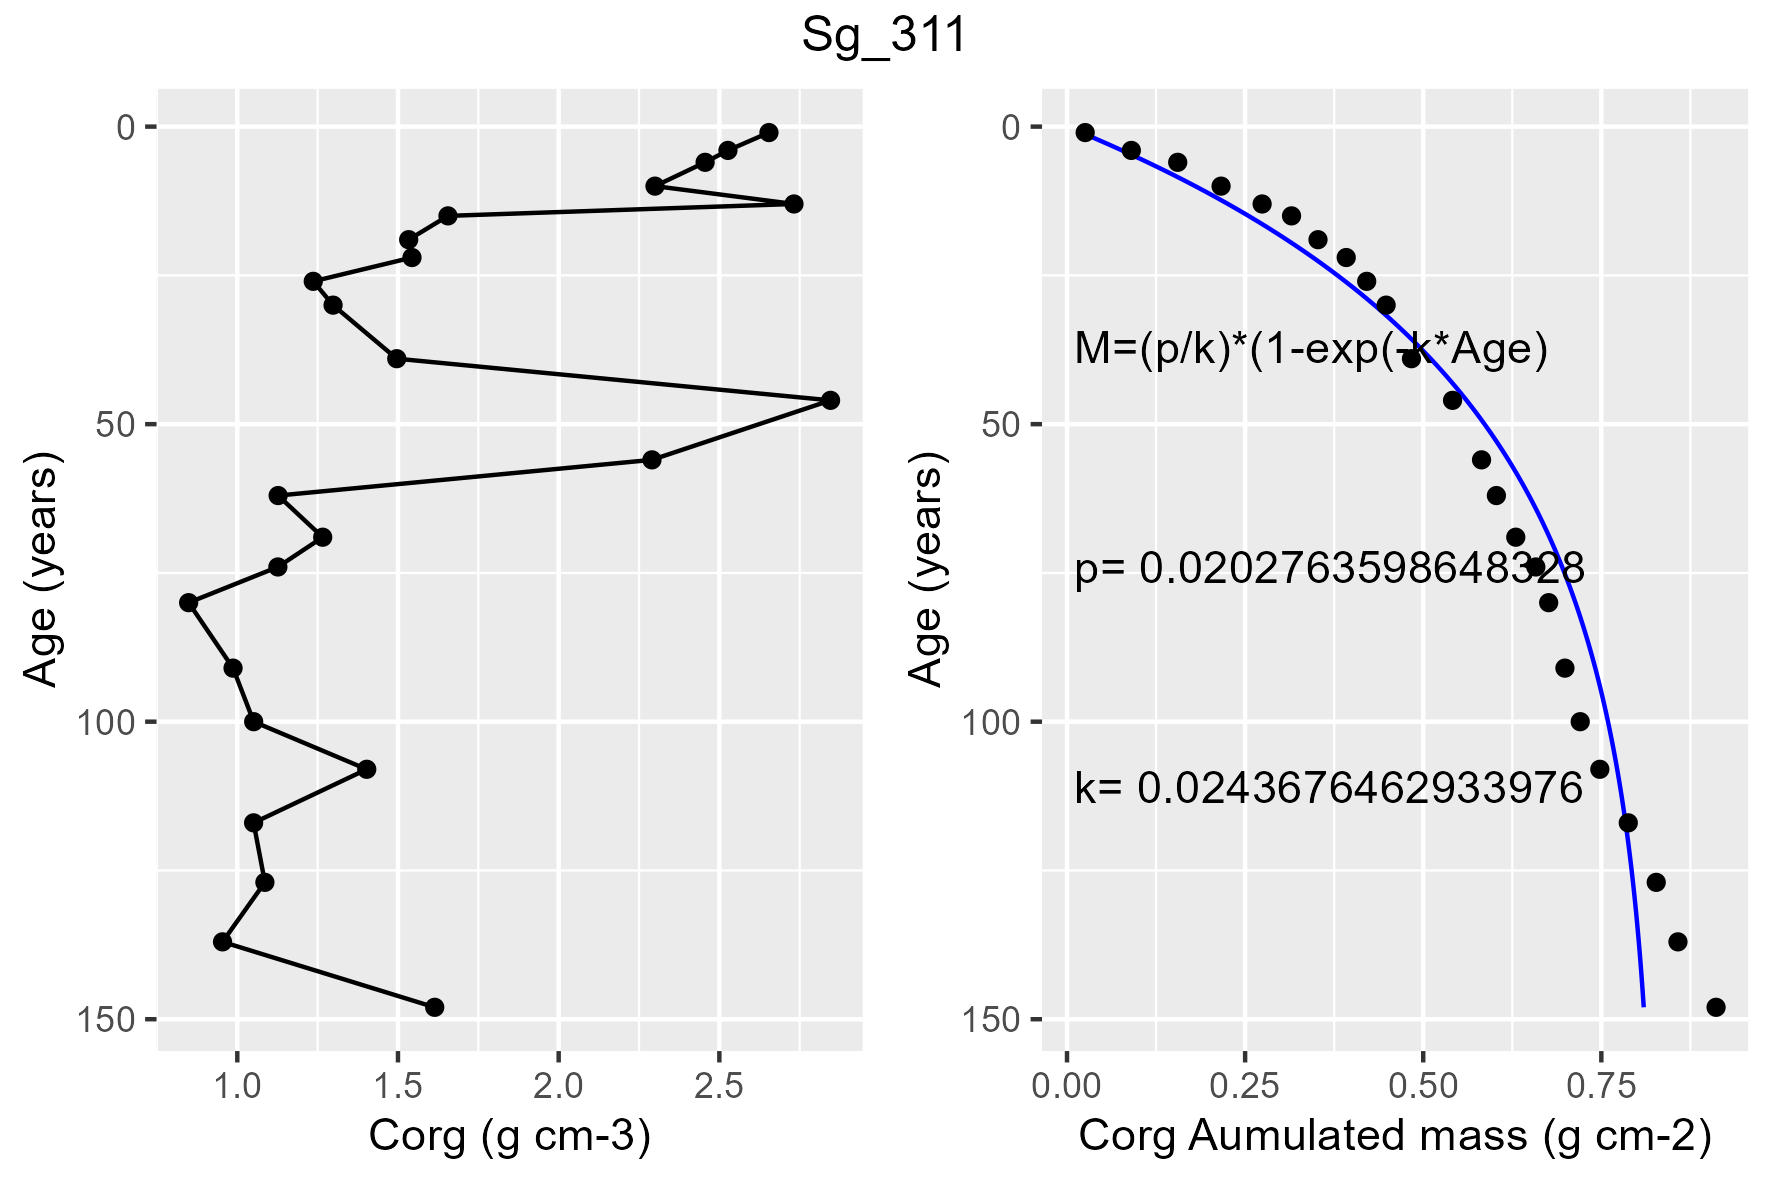 Sg_311
0
50
100
150
Age (years)
1.0 1.5 2.0 2.5
Corg (g cm-3)
0
50
100
150
Age (years)
M=(p/k)*(1-exp(-k*Age)
p= 0.0202763598648328
k= 0.0243676462933976
0.00 0.25 0.50 0.75
Corg Aumulated mass (g cm-2)